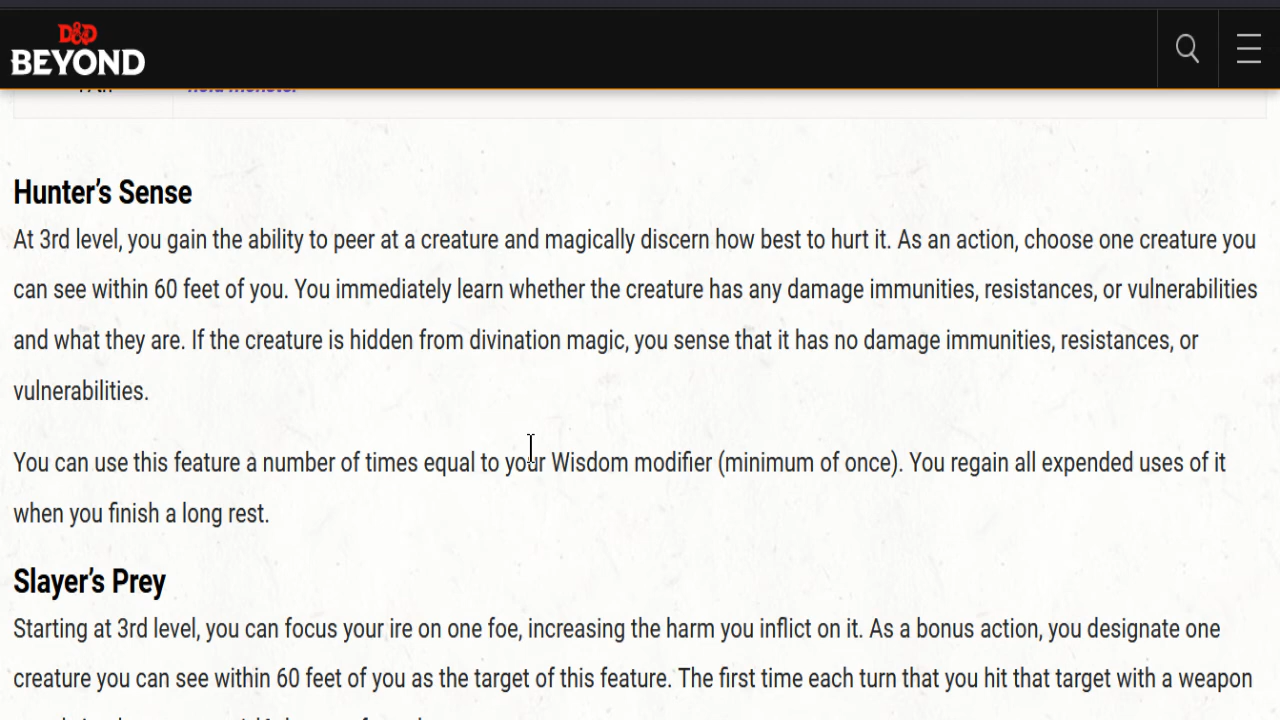 D&D
BEYOND
Hunter's Sense
At 3rd level, you gain the ability to peer at a creature and magically discern how best to hurt it. As an action, choose one creature you
can see within 60 feet of you. You immediately learn whether the creature has any damage immunities, resistances, or vulnerabilities
and what they are. If the creature is hidden from divination magic, you sense that it has no damage immunities, resistances, or
vulnerabilities.
You can use this feature a number of times equal to your Wisdom modifier (minimum of once). You regain all expended uses of it
when you finish a long rest.
Slayer's Prey
Starting at 3rd level, you can focus your ire on one foe, increasing the harm you inflict on it. As a bonus action, you designate one
creature you can see within 60 feet of you as the target of this feature. The first time each turn that you hit that target with a weapon